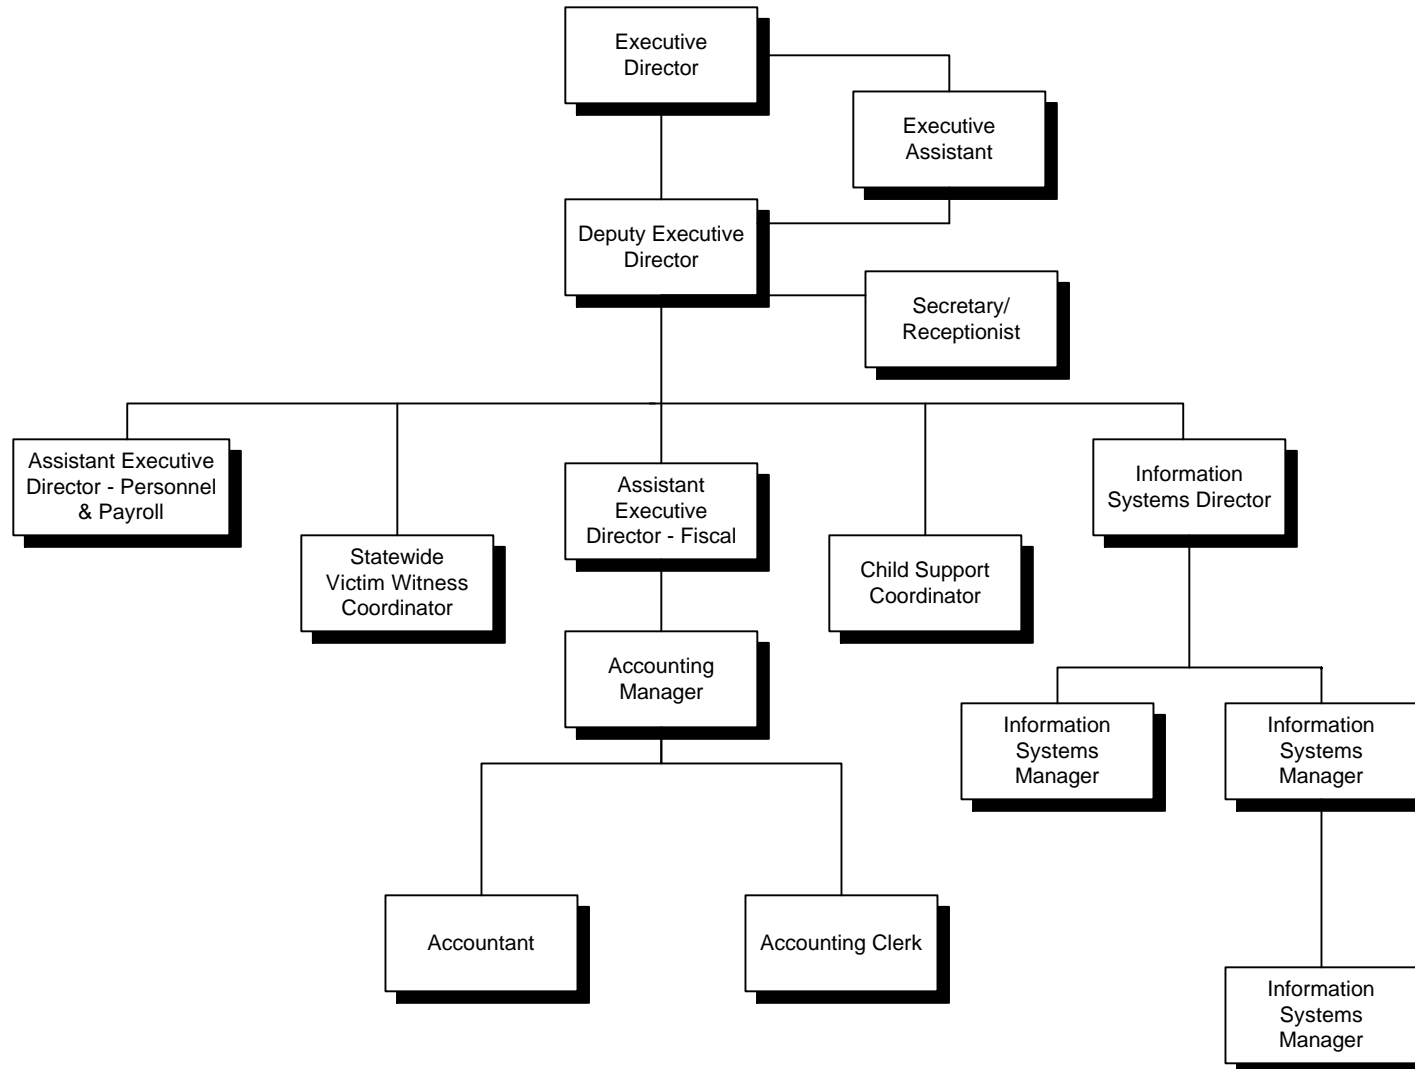 Executive
Director
Executive
Assistant
Deputy Executive
Director
Secretary/
Receptionist
Assistant Executive
Director - Personnel
& Payroll
Statewide
Victim Witness
Coordinator
Assistant
Executive
Director - Fiscal
Child Support
Coordinator
Information
Systems Director
Accounting
Manager
Information
Systems
Manager
Information
Systems
Manager
Accountant
Accounting Clerk
Information
Systems
Manager